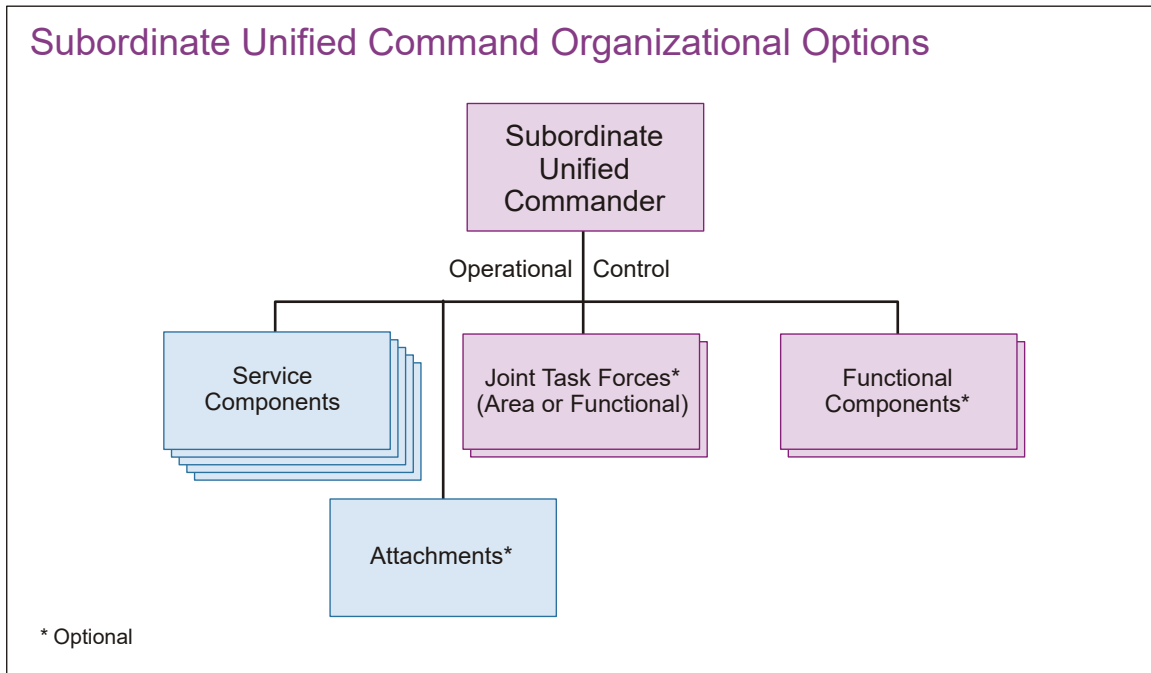 Subordinate Unified Command Organizational Options
Subordinate
Unified
Commander
Operational Control
Service
Components
Joint Task Forces*
(Area or Functional)
Functional
Components*
Attachments*
* Optional